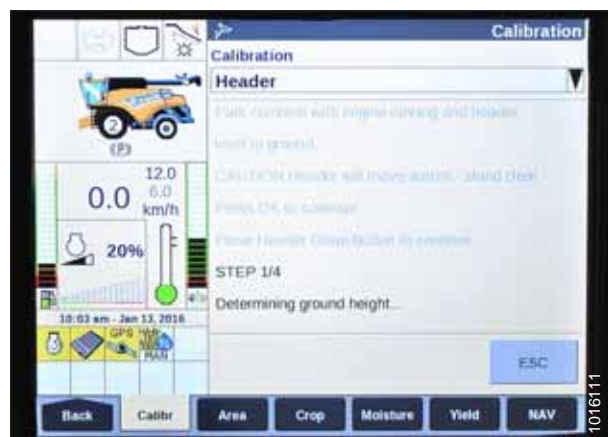 Calibration
Calibration
Header
Park combine with engine running and header
level to ground.
CAUTION Header will move autom.- stand clear
Press OK to continue
Press Header Down button to continue
STEP 1/4
Determining ground height...
ESC
2
(P)
12.0
6.0
0.0 km/h
20%
10:03 am - Jan 13, 2016
GPS
MAN
Back Calibr Area Crop Moisture Yield NAV
1016111